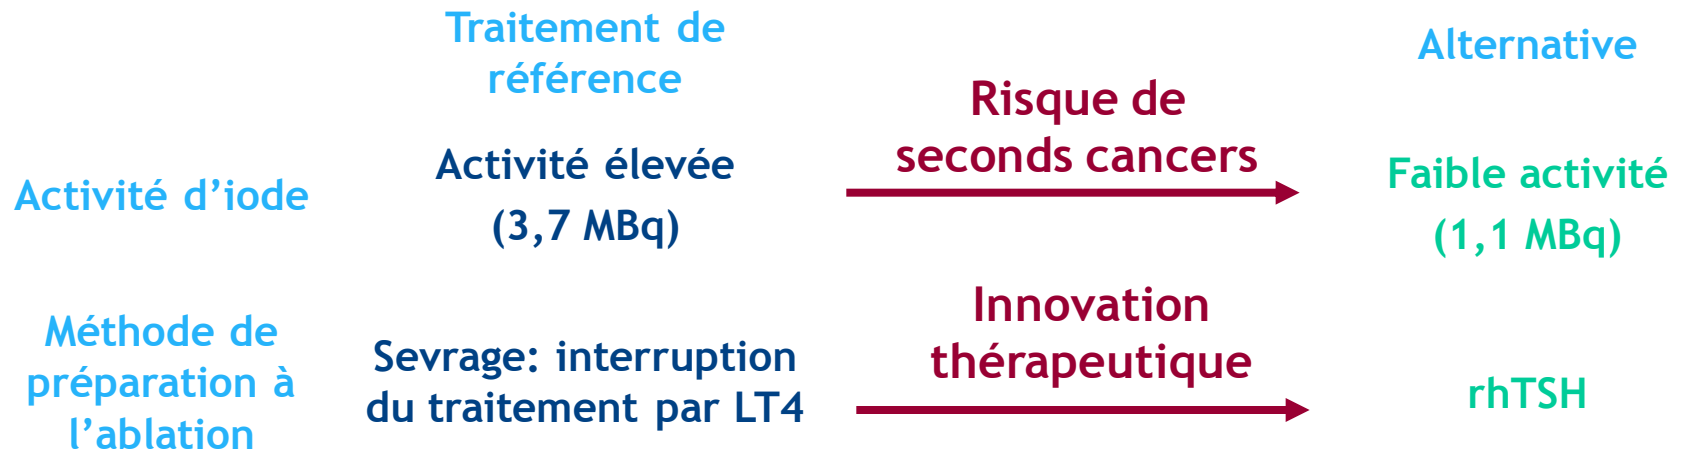 Traitement de
référence
Alternative
Activité d’iode
Activité élevée
(3,7 MBq)
Risque de
seconds cancers
Faible activité
(1,1 MBq)
Méthode de
préparation à
l’ablation
Sevrage: interruption
du traitement par LT4
Innovation
thérapeutique
rhTSH